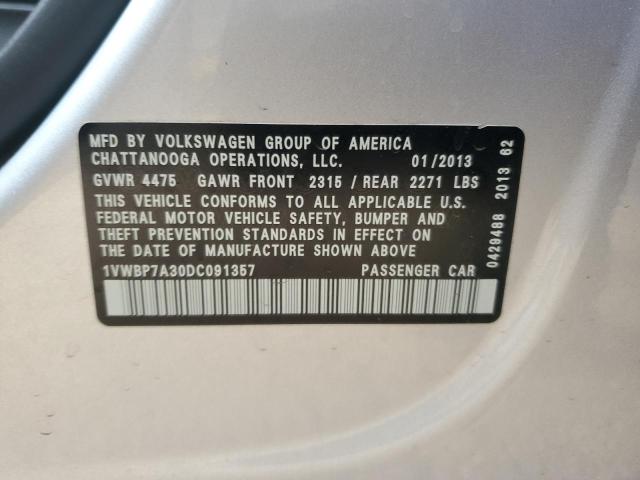 MFD BY VOLKSWAGEN GROUP OF AMERICA
CHATTANOOGA OPERATIONS, LLC. 01/2013
GVWR 4475 GAWR FRONT 2315 / REAR 2271 LBS
THIS VEHICLE CONFORMS TO ALL APPLICABLE U.S.
FEDERAL MOTOR VEHICLE SAFETY, BUMPER AND
THEFT PREVENTION STANDARDS IN EFFECT ON
THE DATE OF MANUFACTURE SHOWN ABOVE
1VWBP7A30DC091357 PASSENGER CAR
0429488 2013 62